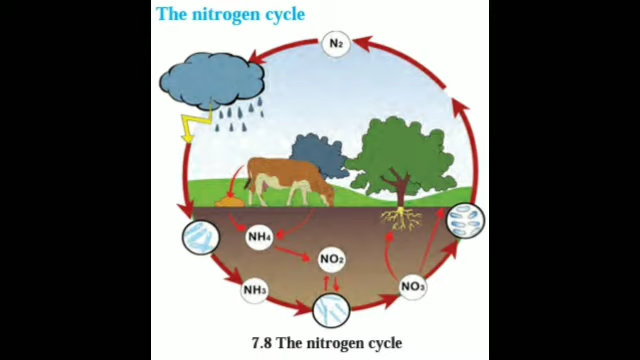 The nitrogen cycle
N₂
NH₄
NO₂
NH₃
NO₃
7.8 The nitrogen cycle